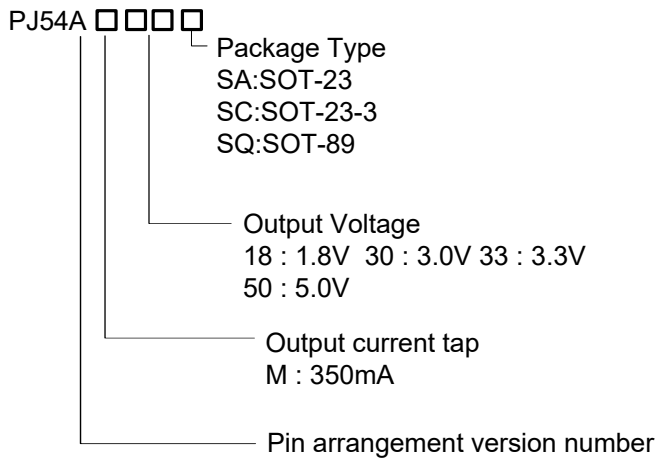 PJ54A □ □□ □
Package Type
SA:SOT-23
SC:SOT-23-3
SQ:SOT-89
Output Voltage
18 : 1.8V 30 : 3.0V 33 : 3.3V
50 : 5.0V
Output current tap
M : 350mA
Pin arrangement version number